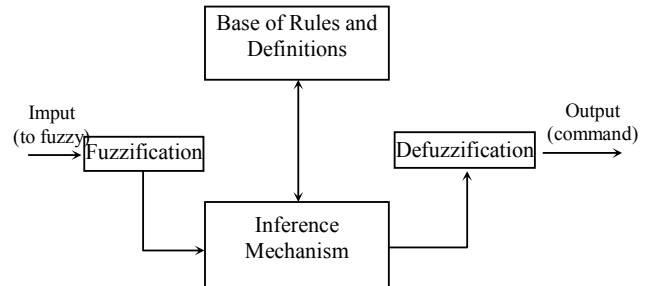 Base of Rules and
Definitions
Imput
(to fuzzy)
Fuzzification
Output
(command)
Defuzzification
Inference
Mechanism